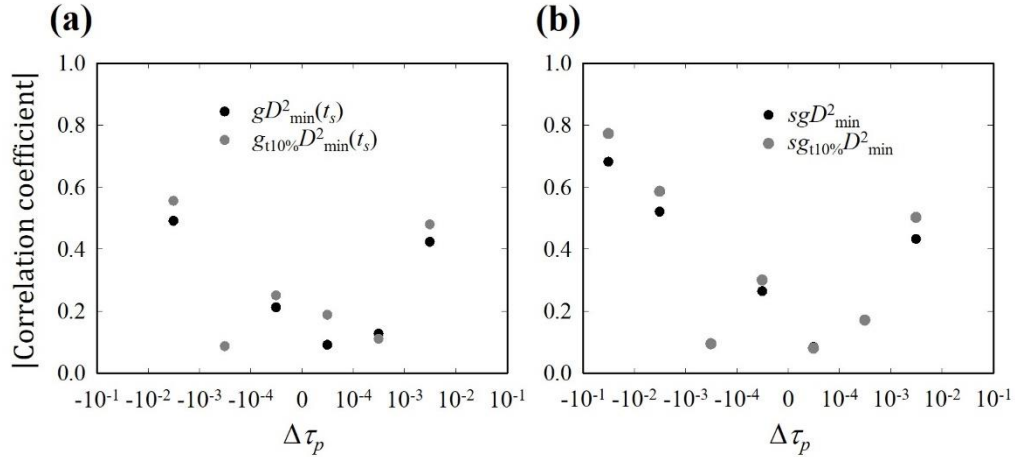 (a)
|Correlation coefficient|
1.0
0.8
0.6
0.4
0.2
0.0
gD²min(tₛ)
gt10%D²min(tₛ)
-10⁻¹ -10⁻² -10⁻³ -10⁻⁴ 0 10⁻⁴ 10⁻³ 10⁻² 10⁻¹
Δτₚ
(b)
1.0
0.8
0.6
0.4
0.2
0.0
sgD²min
sgt10%D²min
-10⁻¹ -10⁻² -10⁻³ -10⁻⁴ 0 10⁻⁴ 10⁻³ 10⁻² 10⁻¹
Δτₚ